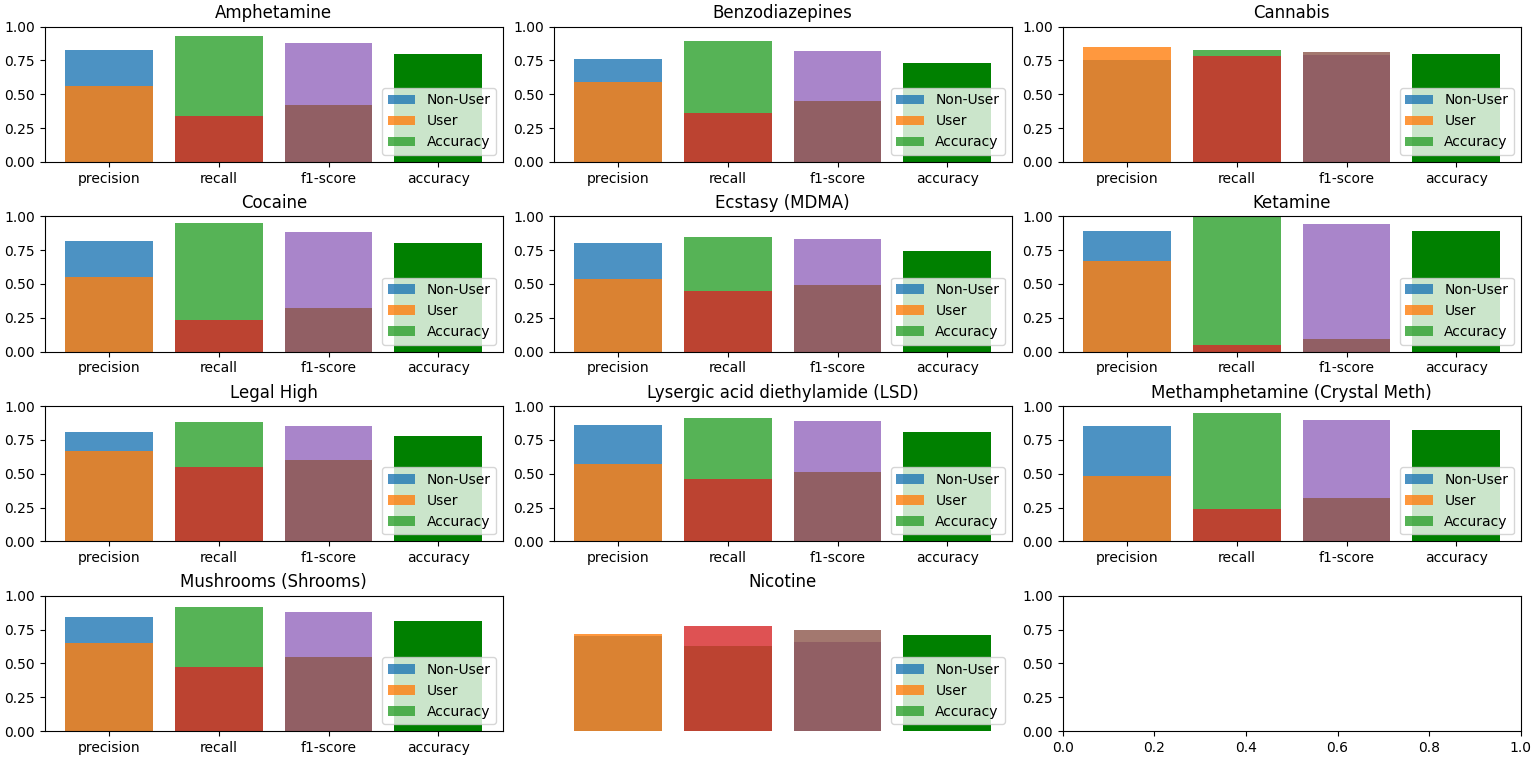 Amphetamine
1.00
0.75
0.50
0.25
0.00
Non-User
User
Accuracy
precision recall f1-score accuracy
Benzodiazepines
1.00
0.75
0.50
0.25
0.00
Non-User
User
Accuracy
precision recall f1-score accuracy
Cannabis
1.00
0.75
0.50
0.25
0.00
Non-User
User
Accuracy
precision recall f1-score accuracy
Cocaine
1.00
0.75
0.50
0.25
0.00
Non-User
User
Accuracy
precision recall f1-score accuracy
Ecstasy (MDMA)
1.00
0.75
0.50
0.25
0.00
Non-User
User
Accuracy
precision recall f1-score accuracy
Ketamine
1.00
0.75
0.50
0.25
0.00
Non-User
User
Accuracy
precision recall f1-score accuracy
Legal High
1.00
0.75
0.50
0.25
0.00
Non-User
User
Accuracy
precision recall f1-score accuracy
Lysergic acid diethylamide (LSD)
1.00
0.75
0.50
0.25
0.00
Non-User
User
Accuracy
precision recall f1-score accuracy
Methamphetamine (Crystal Meth)
1.00
0.75
0.50
0.25
0.00
Non-User
User
Accuracy
precision recall f1-score accuracy
Mushrooms (Shrooms)
1.00
0.75
0.50
0.25
0.00
Non-User
User
Accuracy
precision recall f1-score accuracy
Nicotine
Non-User
User
Accuracy
1.00
0.75
0.50
0.25
0.00
0.0 0.2 0.4 0.6 0.8 1.0